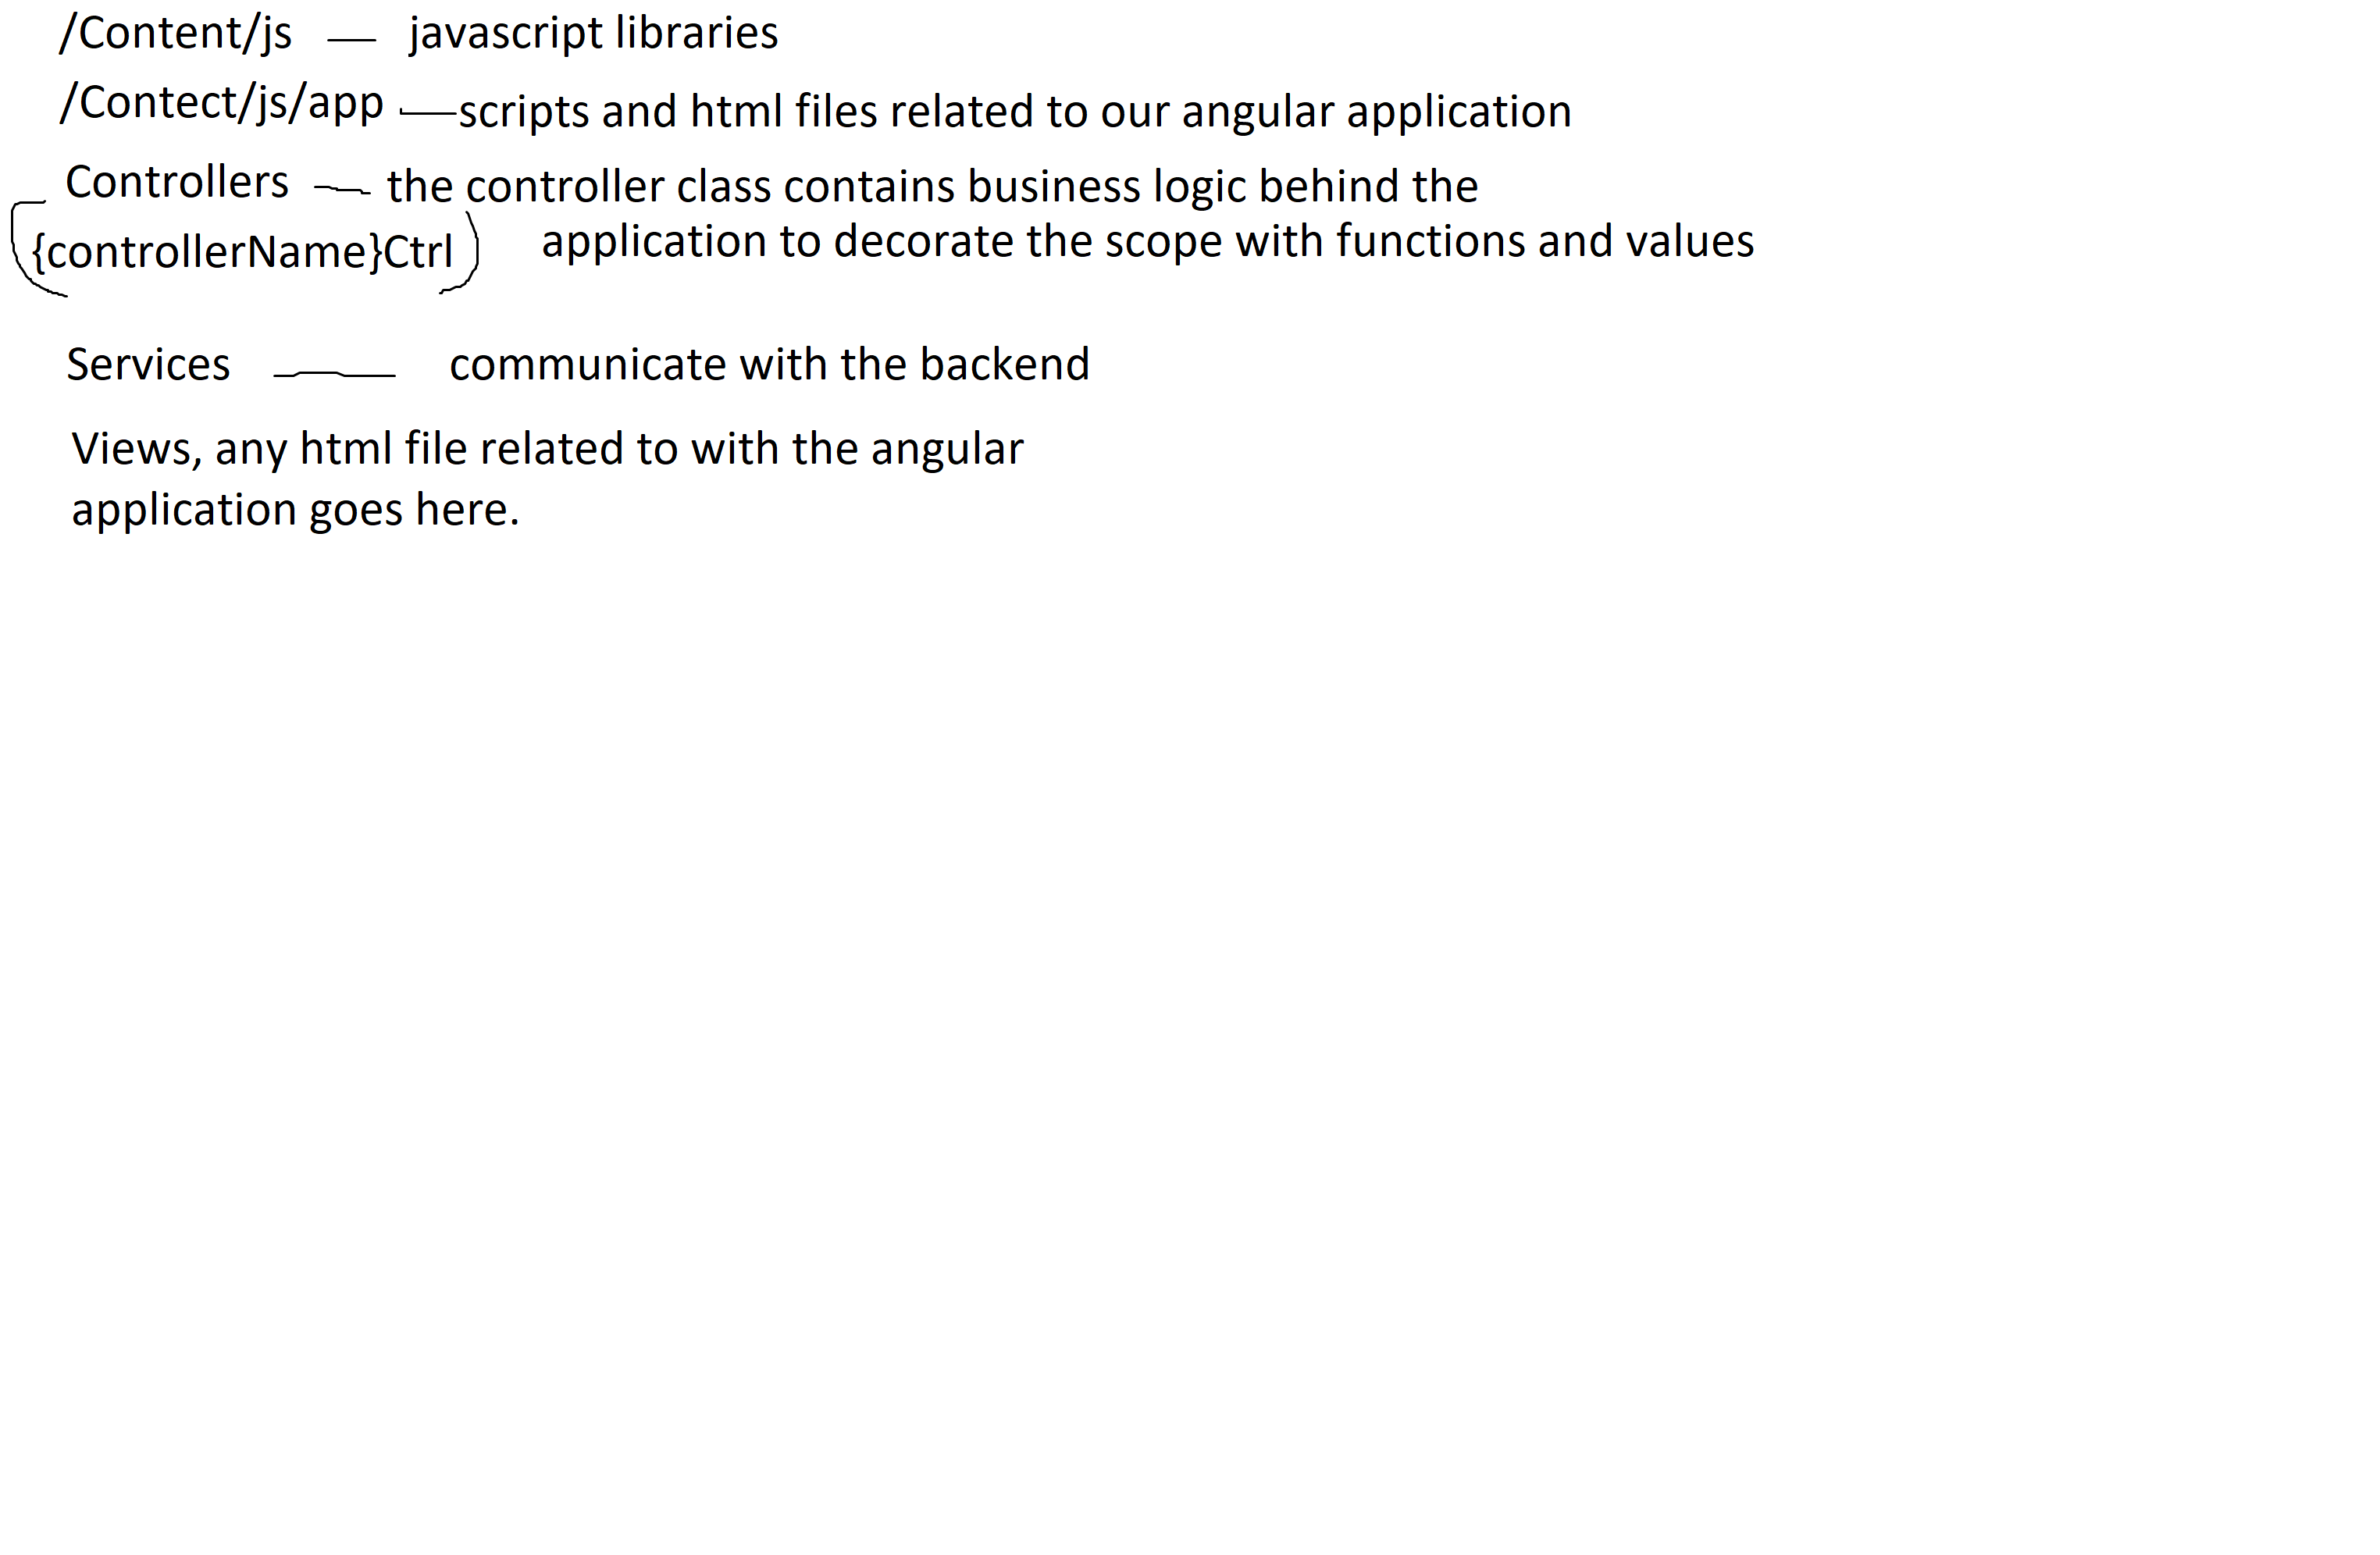 /Content/js — javascript libraries
/Contect/js/app — scripts and html files related to our angular application
Controllers — the controller class contains business logic behind the
{controllerName}Ctrl application to decorate the scope with functions and values
Services — communicate with the backend
Views, any html file related to with the angular
application goes here.